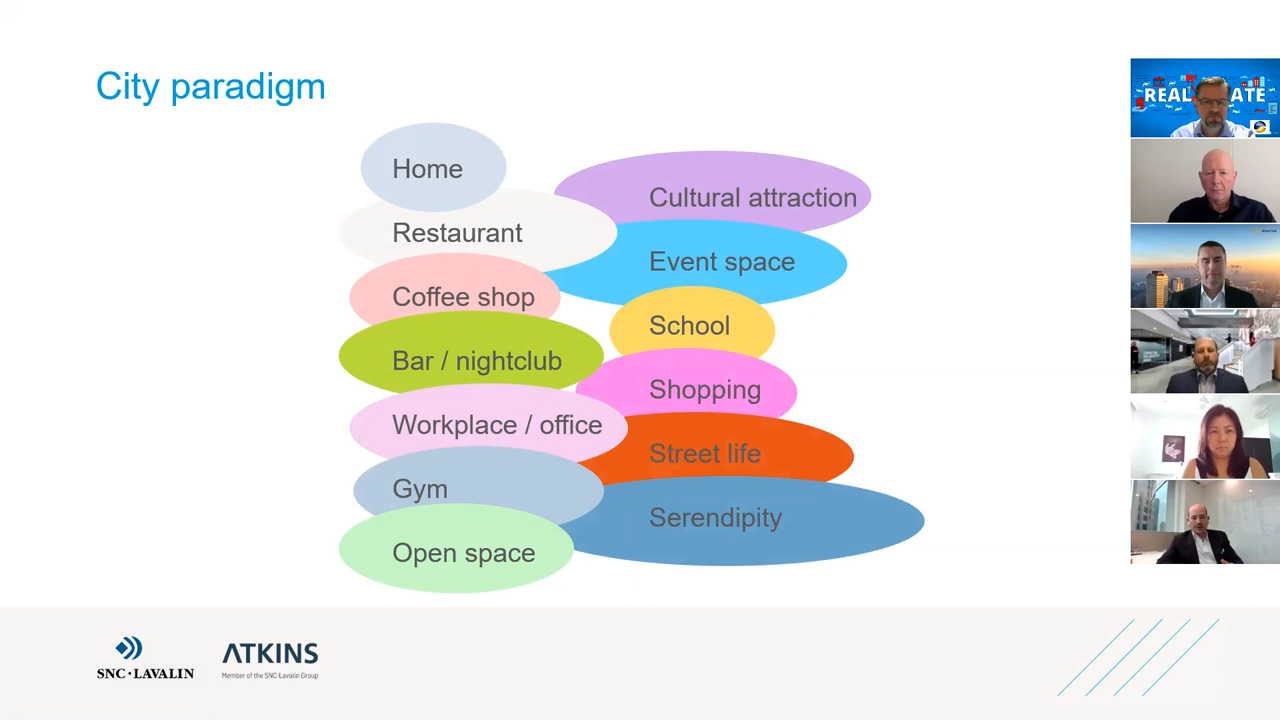 City paradigm
Home
Restaurant
Coffee shop
Bar / nightclub
Workplace / office
Gym
Open space
Cultural attraction
Event space
School
Shopping
Street life
Serendipity
SNC·LAVALIN
ATKINS
Member of the SNC-Lavalin Group